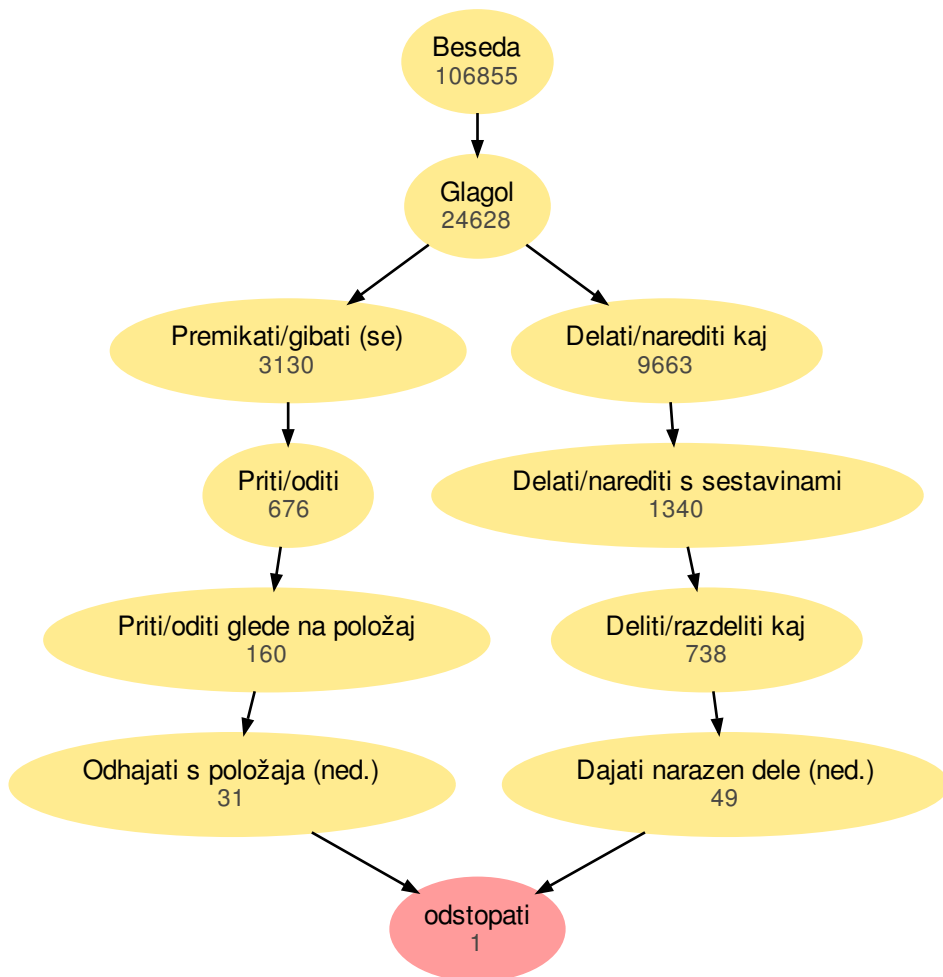 Beseda
106855
Glagol
24628
Premikati/gibati (se)
3130
Delati/narediti kaj
9663
Priti/oditi
676
Delati/narediti s sestavinami
1340
Priti/oditi glede na položaj
160
Deliti/razdeliti kaj
738
Odhajati s položaja (ned.)
31
Dajati narazen dele (ned.)
49
odstopati
1